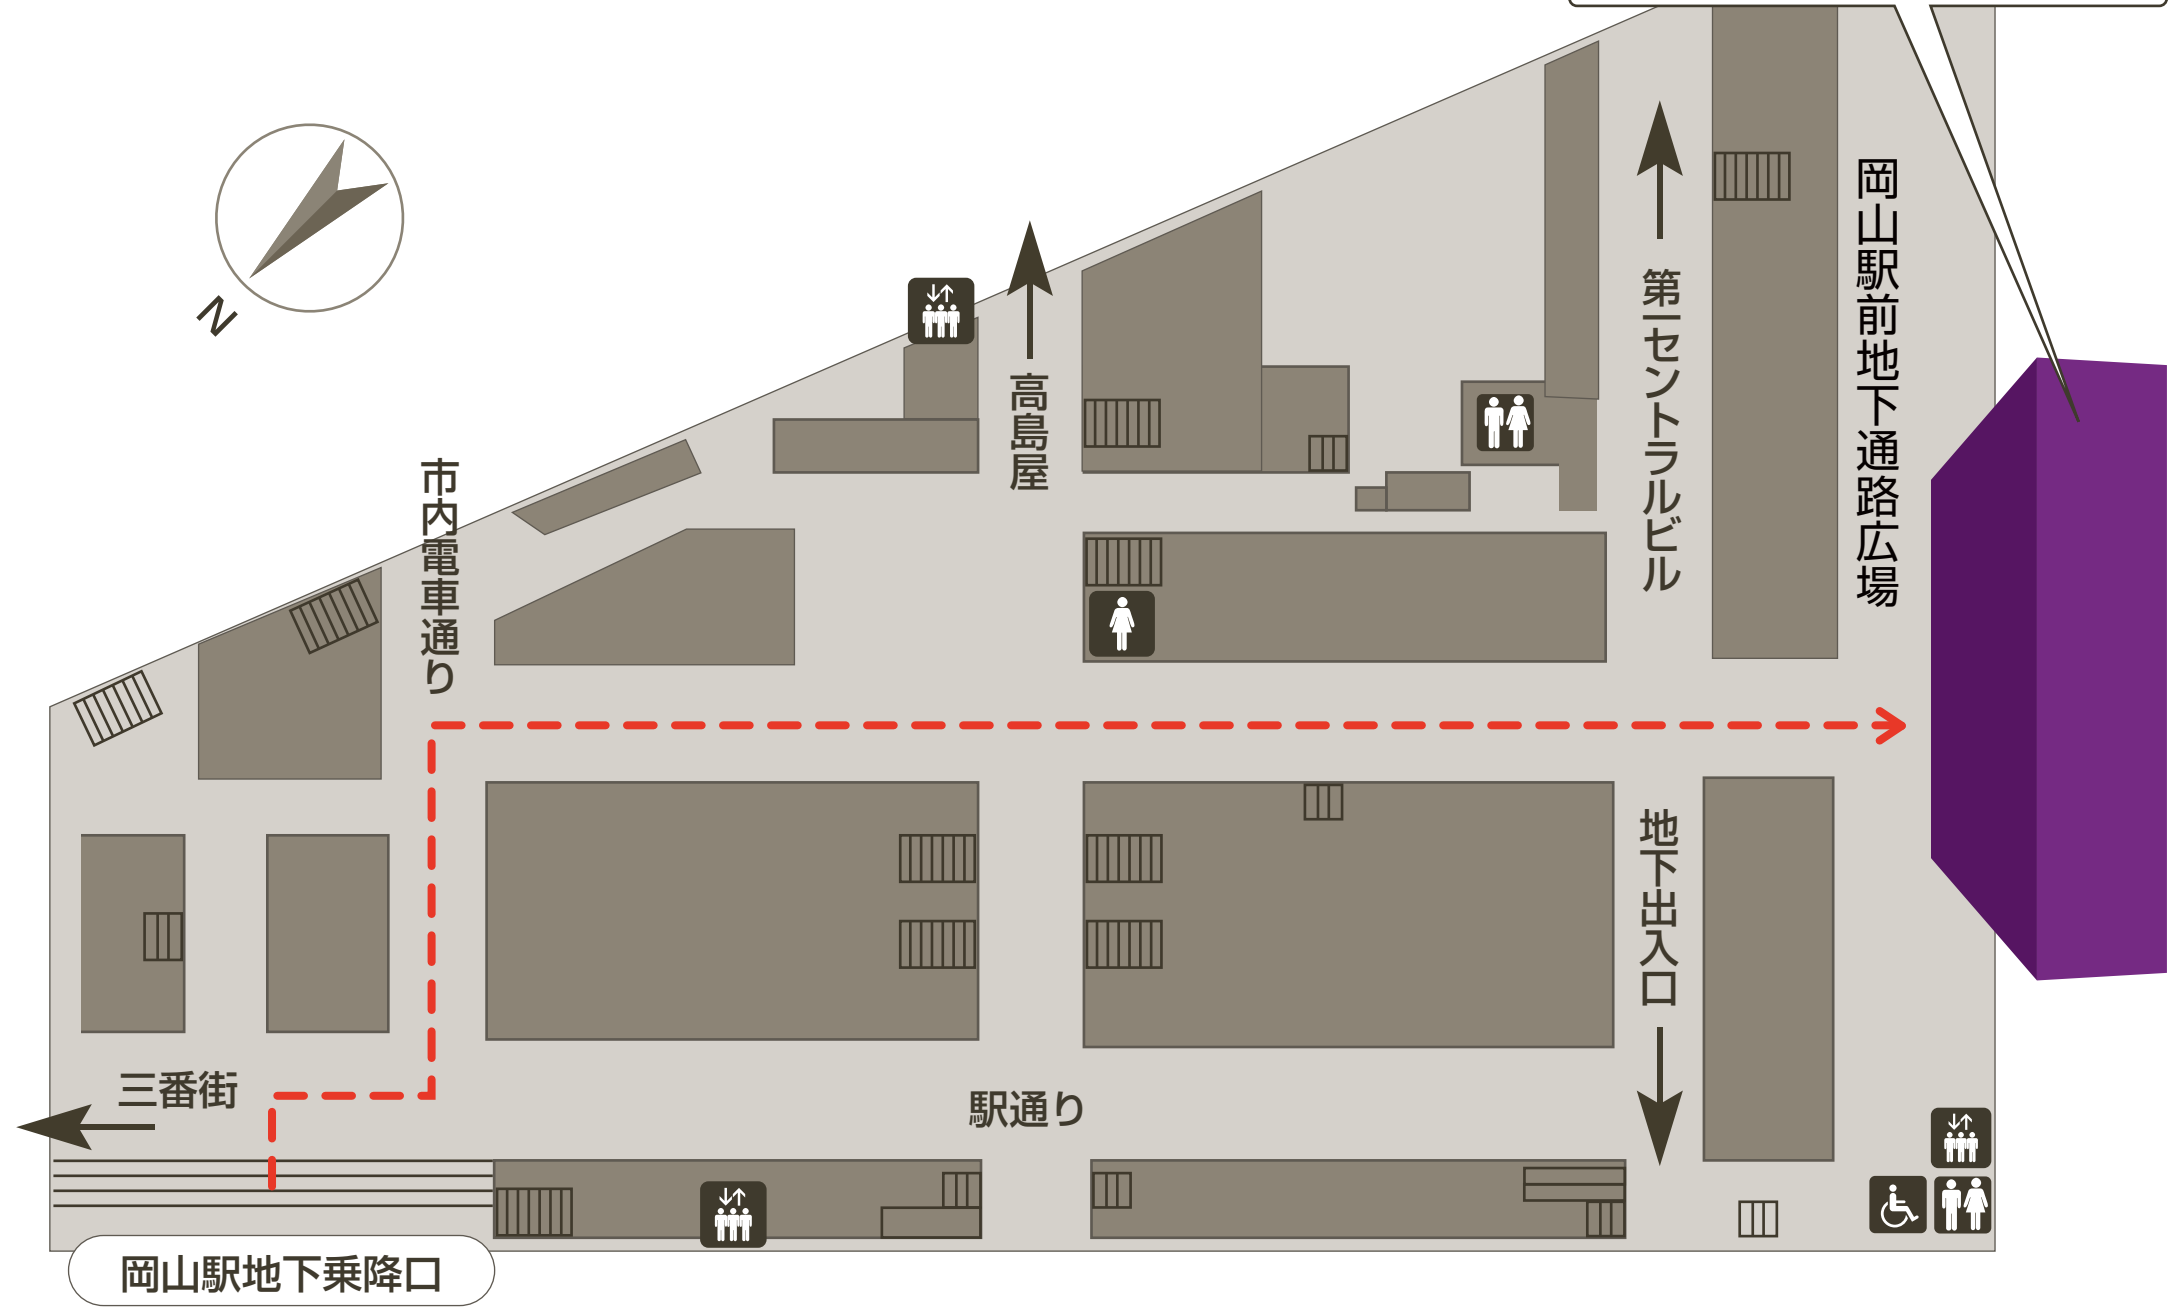 N
市内電車通り
高島屋
第一セントラルビル
岡山駅前地下通路広場
地下出入口
三番街
駅通り
岡山駅地下乗降口